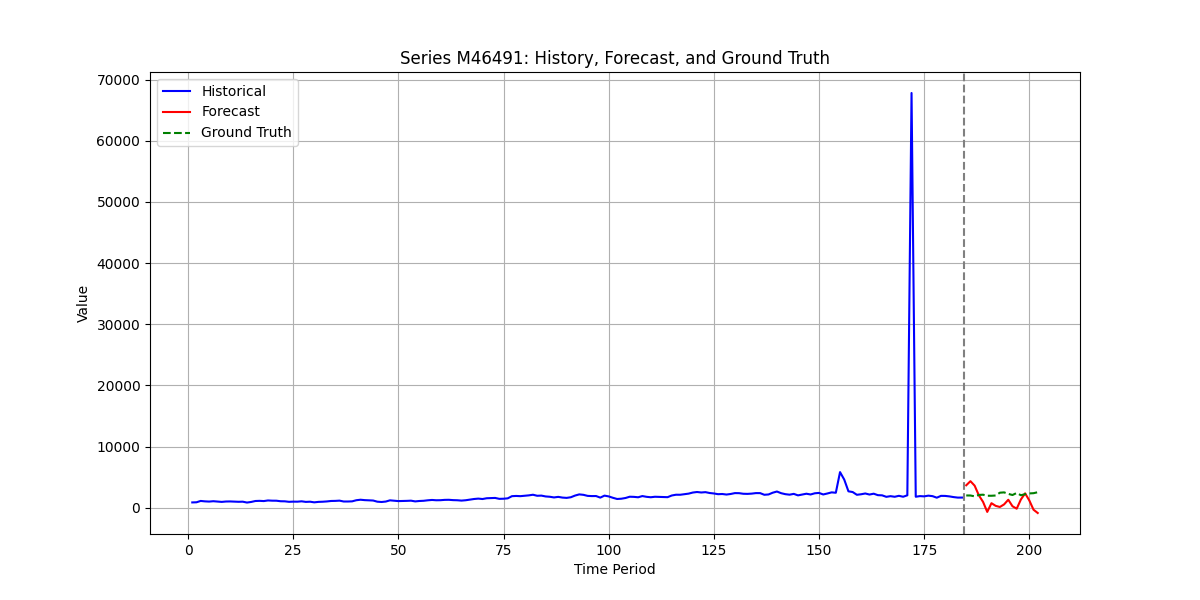 Series M46491: History, Forecast, and Ground Truth
70000
60000
50000
40000
30000
20000
10000
0
Value
Historical
Forecast
Ground Truth
0 25 50 75 100 125 150 175 200
Time Period